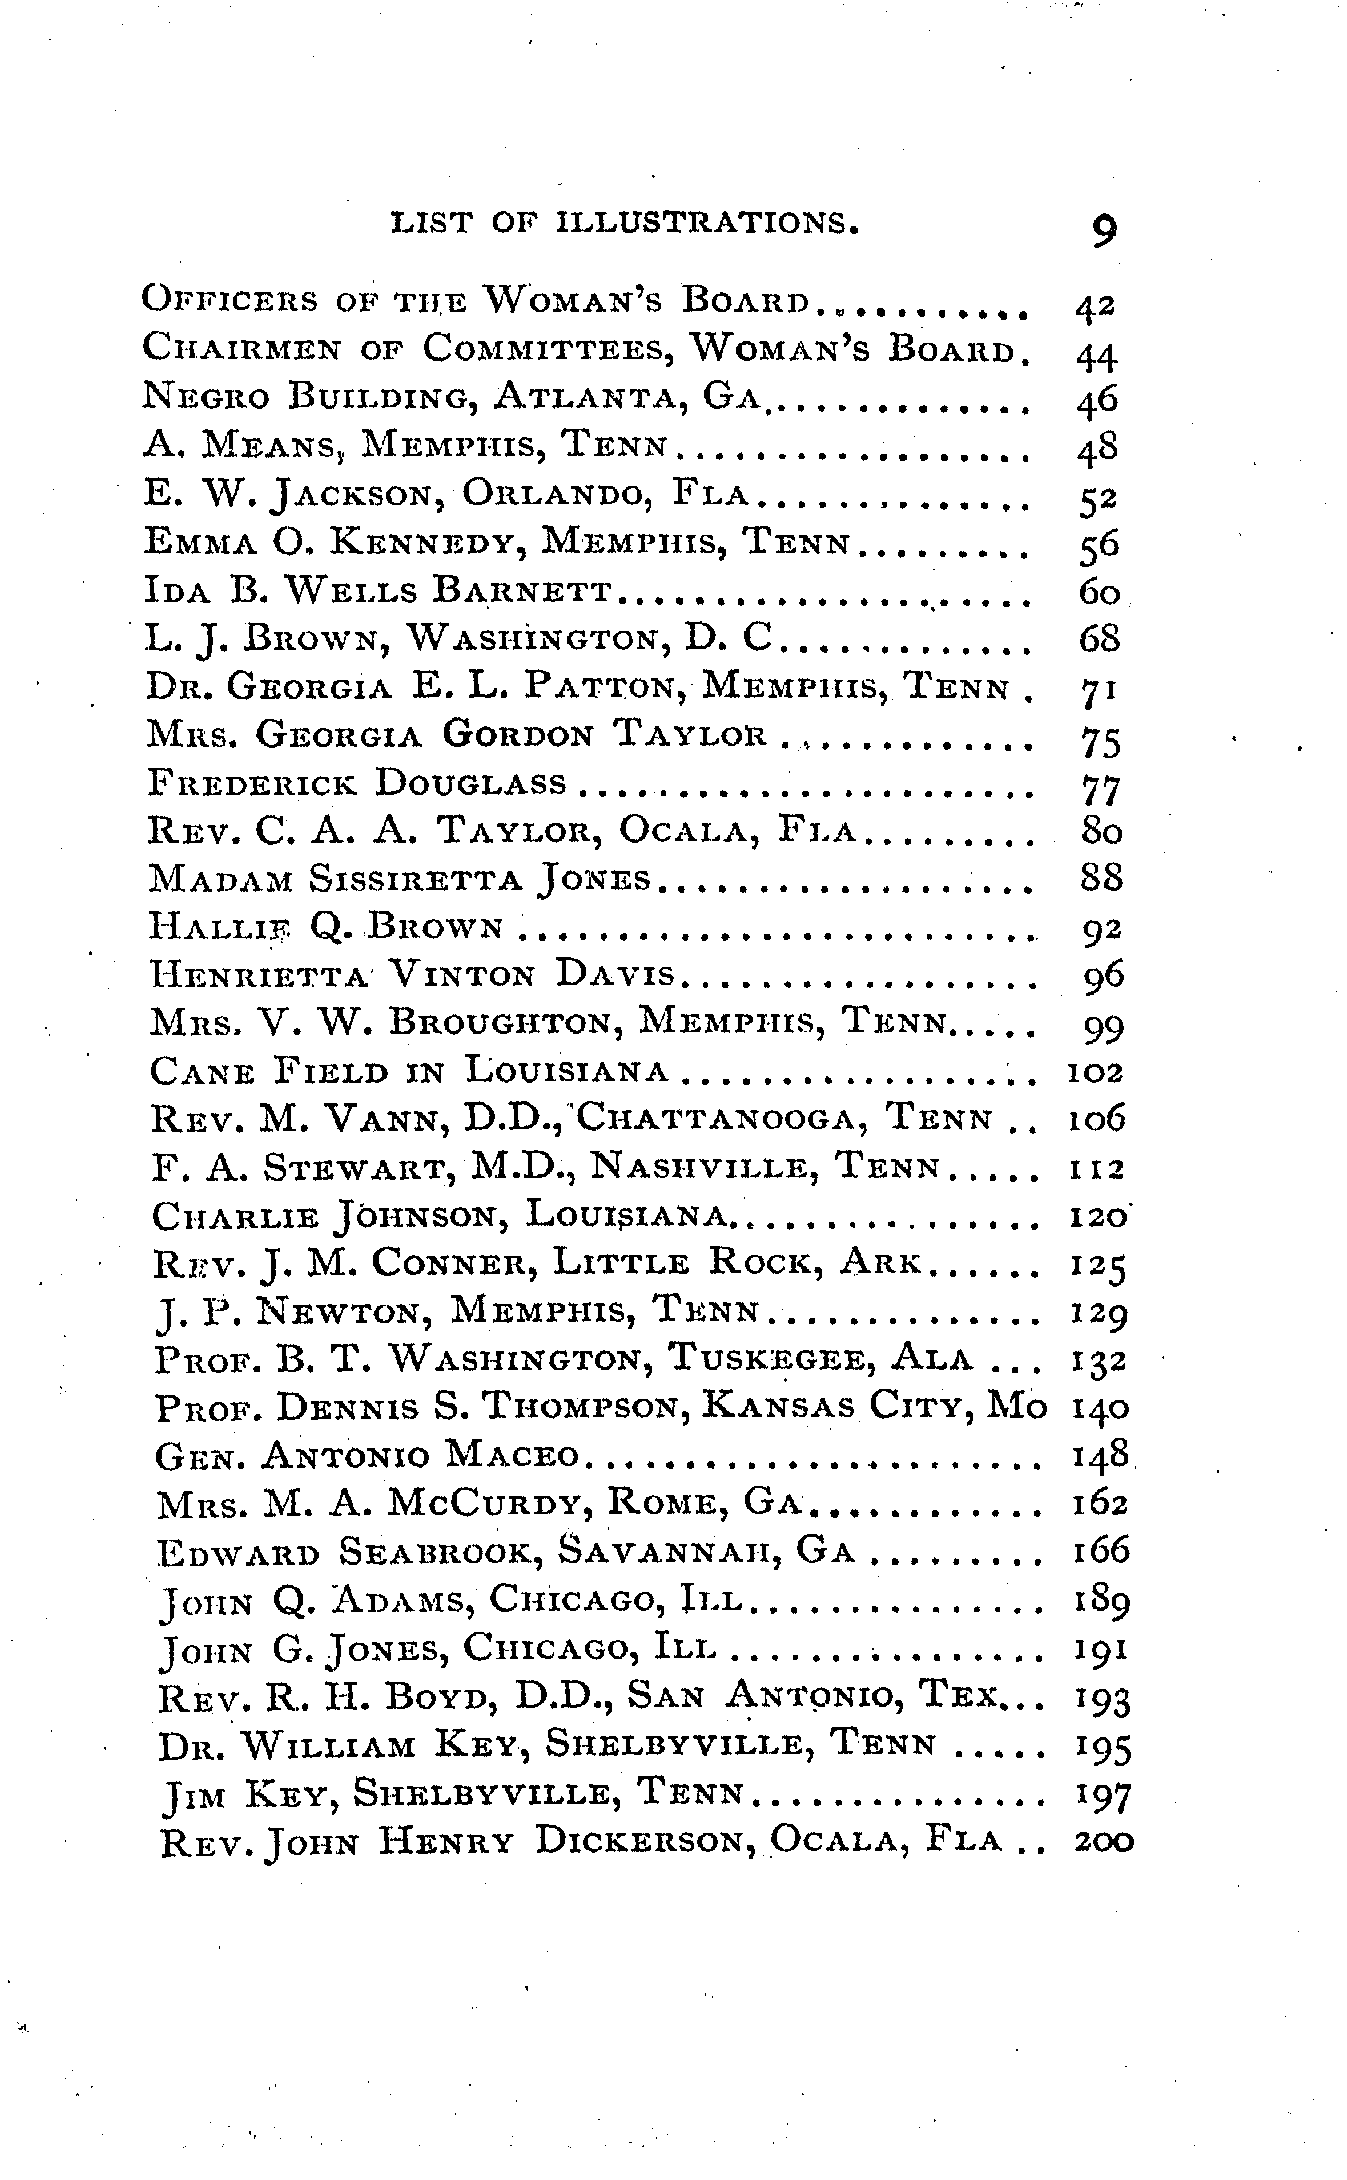 LIST OF ILLUSTRATIONS. 9
OFFICERS OF THE WOMAN'S BOARD........... 42
CHAIRMEN OF COMMITTEES, WOMAN'S BOARD. 44
NEGRO BUILDING, ATLANTA, GA.............. 46
A. MEANS, MEMPHIS, TENN.................. 48
E. W. JACKSON, ORLANDO, FLA.............. 52
EMMA O. KENNEDY, MEMPHIS, TENN......... 56
IDA B. WELLS BARNETT..................... 60
L. J. BROWN, WASHINGTON, D. C............. 68
DR. GEORGIA E. L. PATTON, MEMPHIS, TENN . 71
MRS. GEORGIA GORDON TAYLOR ............. 75
FREDERICK DOUGLASS ....................... 77
REV. C. A. A. TAYLOR, OCALA, FLA......... 80
MADAM SISSIRETTA JONES................... 88
HALLIE Q. BROWN .......................... 92
HENRIETTA VINTON DAVIS.................. 96
MRS. V. W. BROUGHTON, MEMPHIS, TENN..... 99
CANE FIELD IN LOUISIANA .................. 102
REV. M. VANN, D.D., CHATTANOOGA, TENN .. 106
F. A. STEWART, M.D., NASHVILLE, TENN..... 112
CHARLIE JOHNSON, LOUISIANA................ 120
REV. J. M. CONNER, LITTLE ROCK, ARK...... 125
J. P. NEWTON, MEMPHIS, TENN.............. 129
PROF. B. T. WASHINGTON, TUSKEGEE, ALA ... 132
PROF. DENNIS S. THOMPSON, KANSAS CITY, MO 140
GEN. ANTONIO MACEO....................... 148
MRS. M. A. MCCURDY, ROME, GA............ 162
EDWARD SEABROOK, SAVANNAH, GA ......... 166
JOHN Q. ADAMS, CHICAGO, ILL............... 189
JOHN G. JONES, CHICAGO, ILL ................ 191
REV. R. H. BOYD, D.D., SAN ANTONIO, TEX... 193
DR. WILLIAM KEY, SHELBYVILLE, TENN ..... 195
JIM KEY, SHELBYVILLE, TENN............... 197
REV. JOHN HENRY DICKERSON, OCALA, FLA .. 200